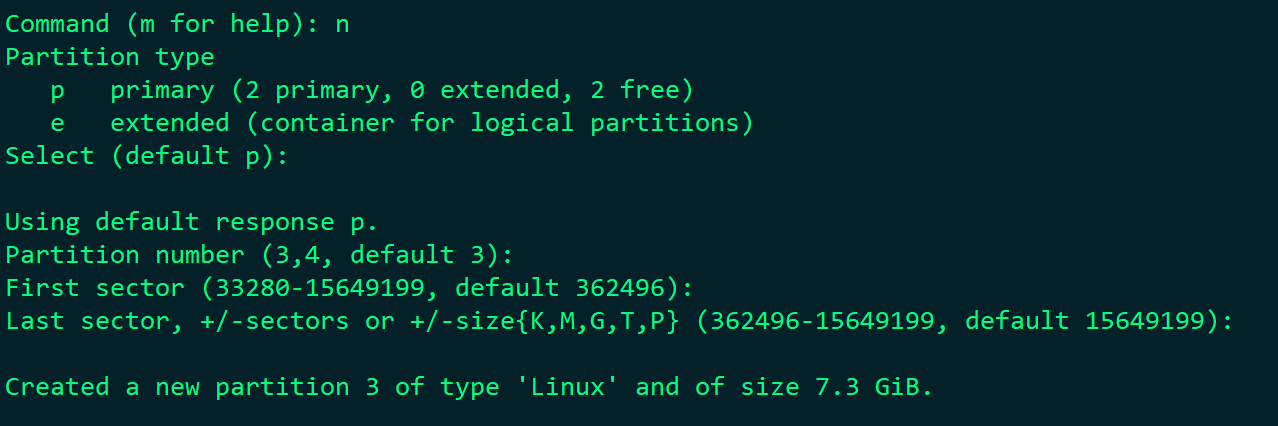 Command (m for help): n
Partition type
   p   primary (2 primary, 0 extended, 2 free)
   e   extended (container for logical partitions)
Select (default p):

Using default response p.
Partition number (3,4, default 3):
First sector (33280-15649199, default 362496):
Last sector, +/-sectors or +/-size{K,M,G,T,P} (362496-15649199, default 15649199):

Created a new partition 3 of type 'Linux' and of size 7.3 GiB.